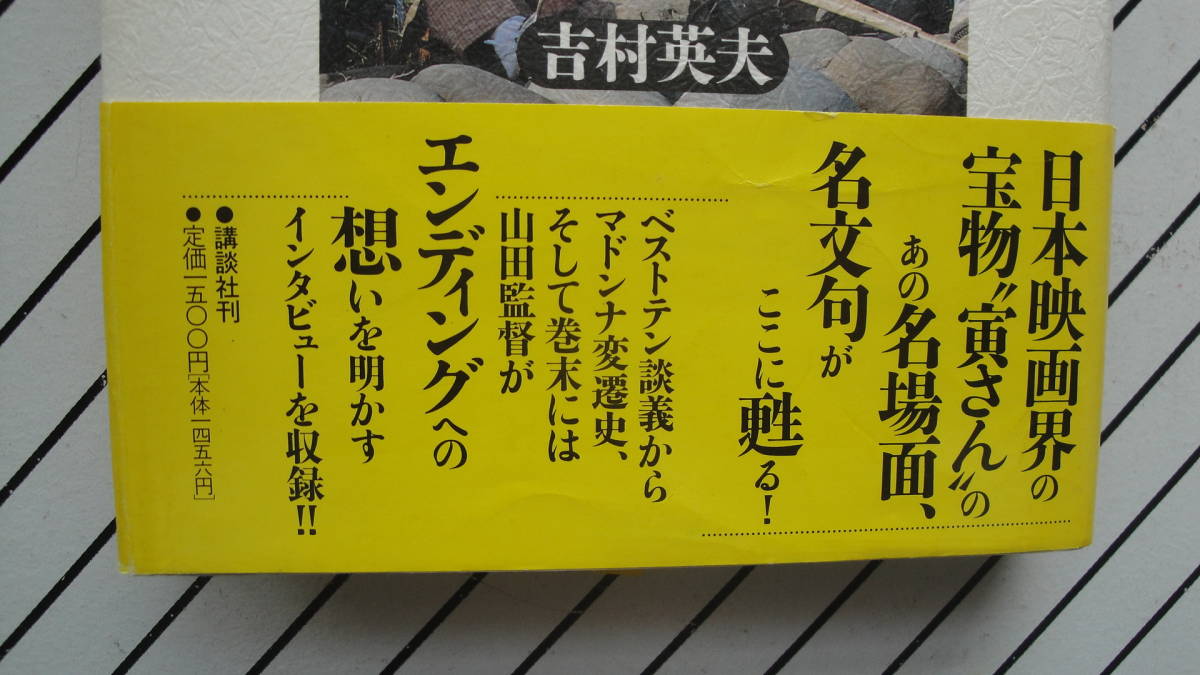 吉村英夫
日本映画界の
宝物〝寅さん〟の
あの名場面、
名文句が
ここに甦る!
ベストテン談義から
マドンナ変遷史、
そして巻末には
山田監督が
エンディングへの
想いを明かす
インタビューを収録!!
●講談社刊
●定価一五〇〇円[本体一四五六円]